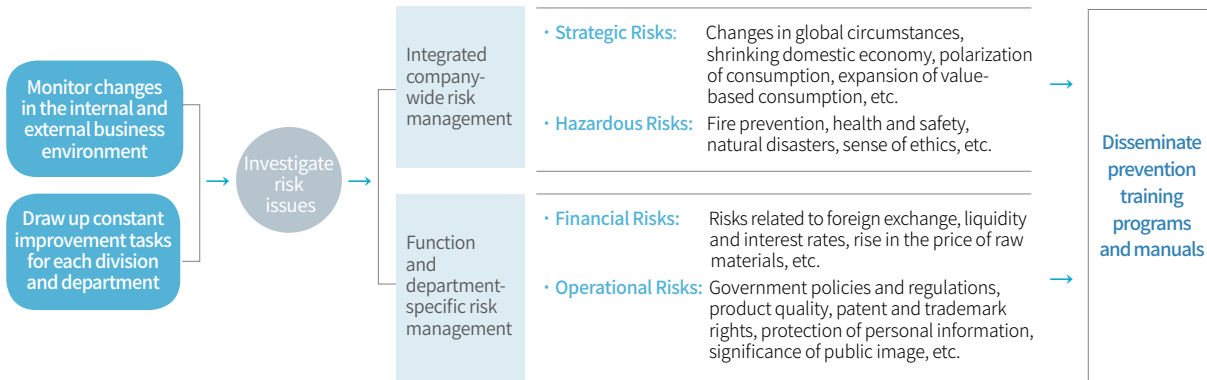 Monitor changes
in the internal and
external business
environment
Draw up constant
improvement tasks
for each division
and department
→
Investigate
risk
issues
→
Integrated
company-
wide risk
management
• Strategic Risks:
Changes in global circumstances,
shrinking domestic economy, polarization
of consumption, expansion of value-
based consumption, etc.
• Hazardous Risks:
Fire prevention, health and safety,
natural disasters, sense of ethics, etc.
→
Function
and
department-
specific risk
management
• Financial Risks:
Risks related to foreign exchange, liquidity
and interest rates, rise in the price of raw
materials, etc.
• Operational Risks:
Government policies and regulations,
product quality, patent and trademark
rights, protection of personal information,
significance of public image, etc.
→
Disseminate
prevention
training
programs
and manuals